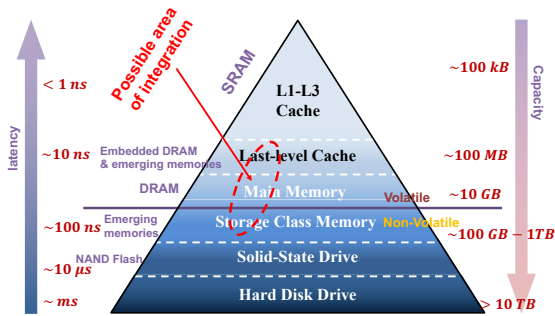 Possible area
of integration
SRAM
latency
Capacity
< 1 ns
L1-L3
Cache
~100 kB
~10 ns
Embedded DRAM
& emerging memories
Last-level Cache
~100 MB
DRAM
Main Memory
Volatile
~10 GB
~100 ns
Emerging
memories
Storage Class Memory
Non-Volatile
~100 GB − 1TB
NAND Flash
~10 μs
Solid-State Drive
~ ms
Hard Disk Drive
> 10 TB